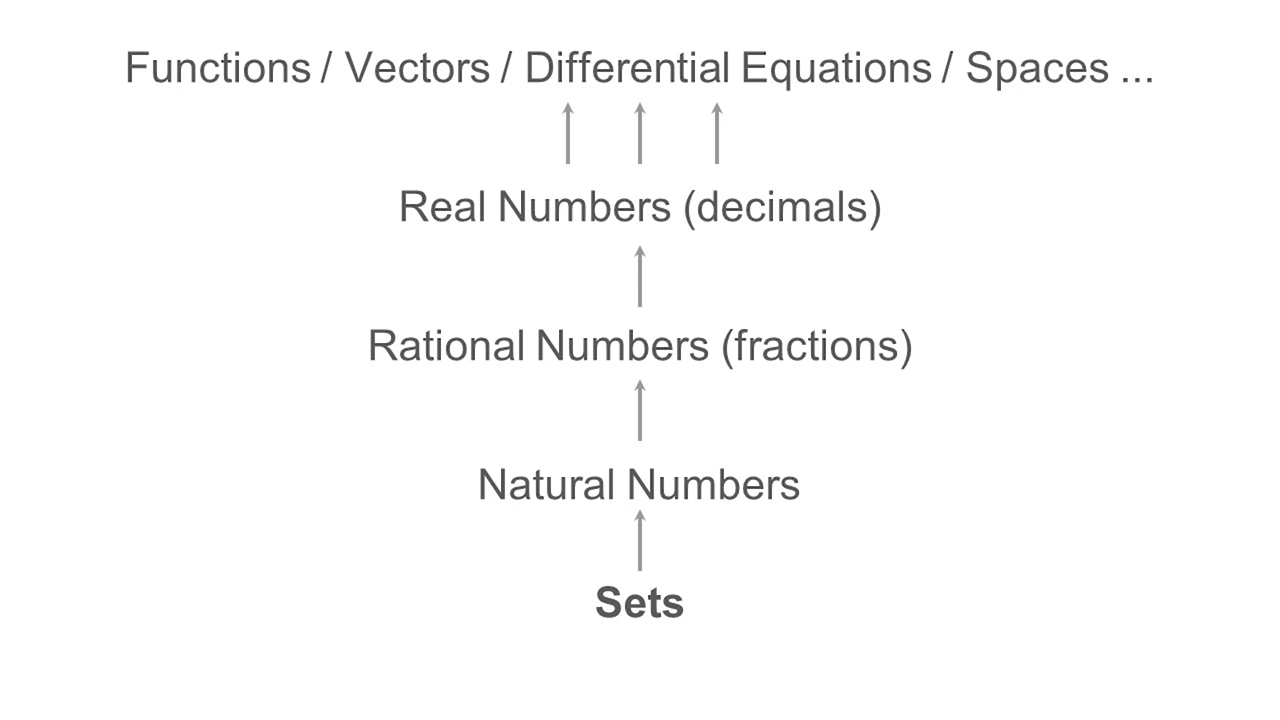 Functions / Vectors / Differential Equations / Spaces ...
Real Numbers (decimals)
Rational Numbers (fractions)
Natural Numbers
Sets